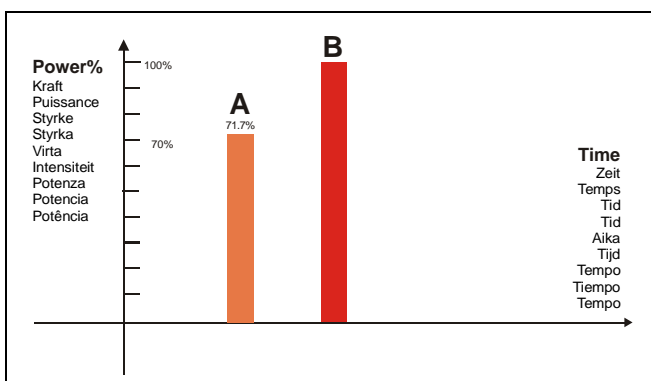 Power%
Kraft
Puissance
Styrke
Styrka
Virta
Intensiteit
Potenza
Potencia
Potência
100%
70%
A
71.7%
B
Time
Zeit
Temps
Tid
Tid
Aika
Tijd
Tempo
Tiempo
Tempo